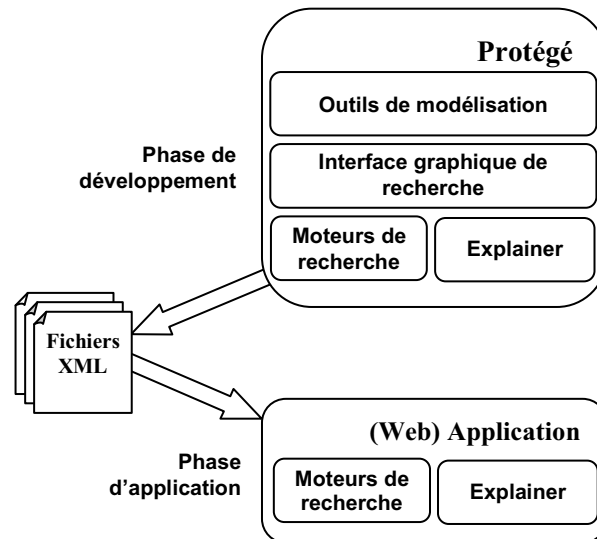 Protégé
Outils de modélisation
Phase de
développement
Interface graphique de
recherche
Moteurs de
recherche
Explainer
Fichiers
XML
(Web) Application
Phase
d'application
Moteurs de
recherche
Explainer